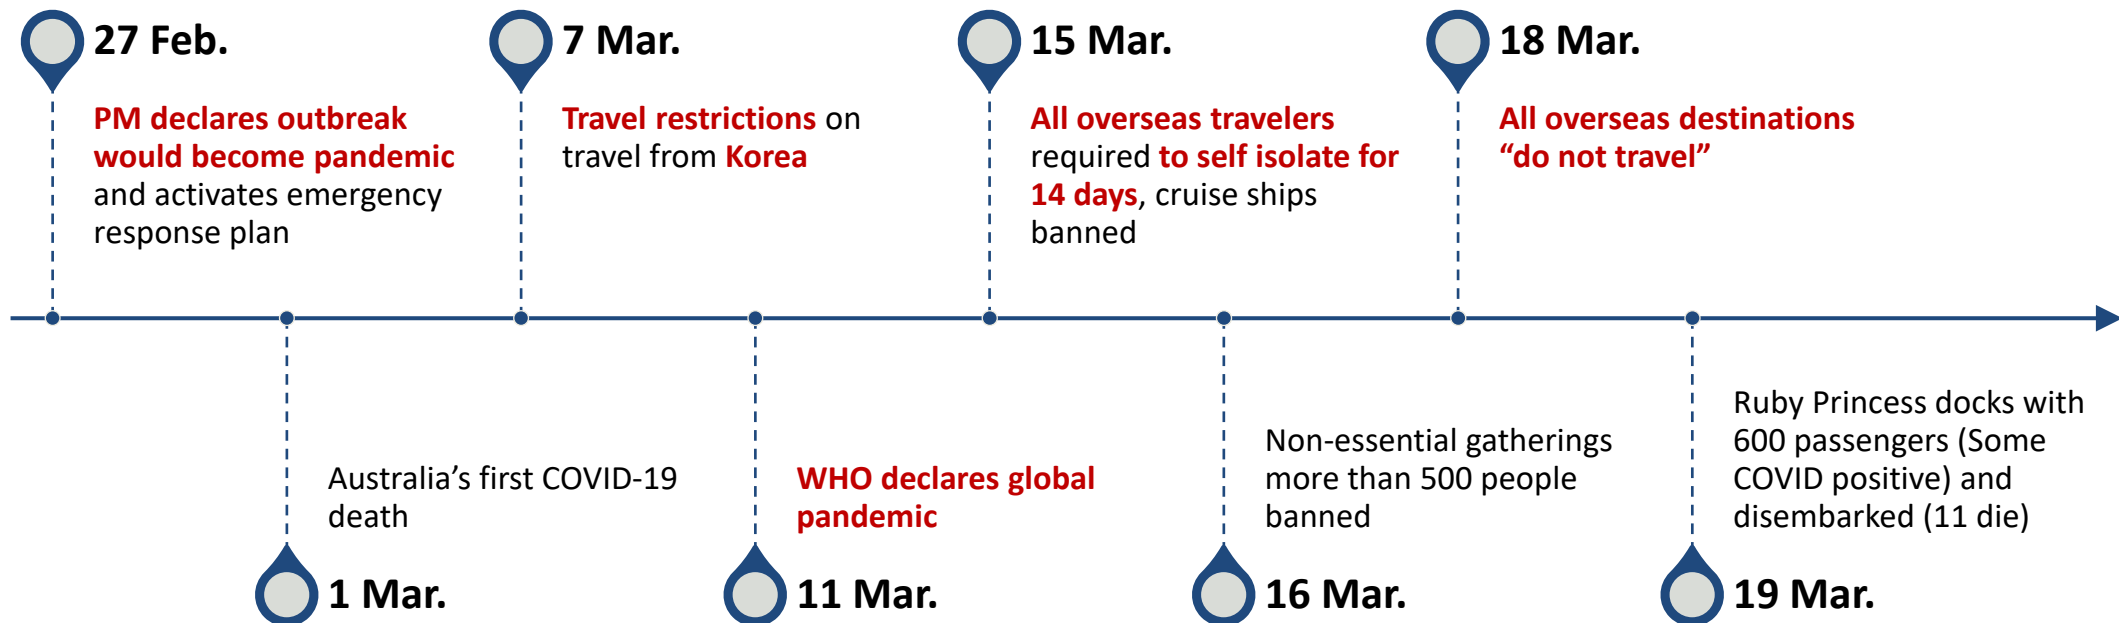 27 Feb.
PM declares outbreak
would become pandemic
and activates emergency
response plan
1 Mar.
Australia’s first COVID-19
death
7 Mar.
Travel restrictions on
travel from Korea
11 Mar.
WHO declares global
pandemic
15 Mar.
All overseas travelers
required to self isolate for
14 days, cruise ships
banned
16 Mar.
Non-essential gatherings
more than 500 people
banned
18 Mar.
All overseas destinations
“do not travel”
19 Mar.
Ruby Princess docks with
600 passengers (Some
COVID positive) and
disembarked (11 die)